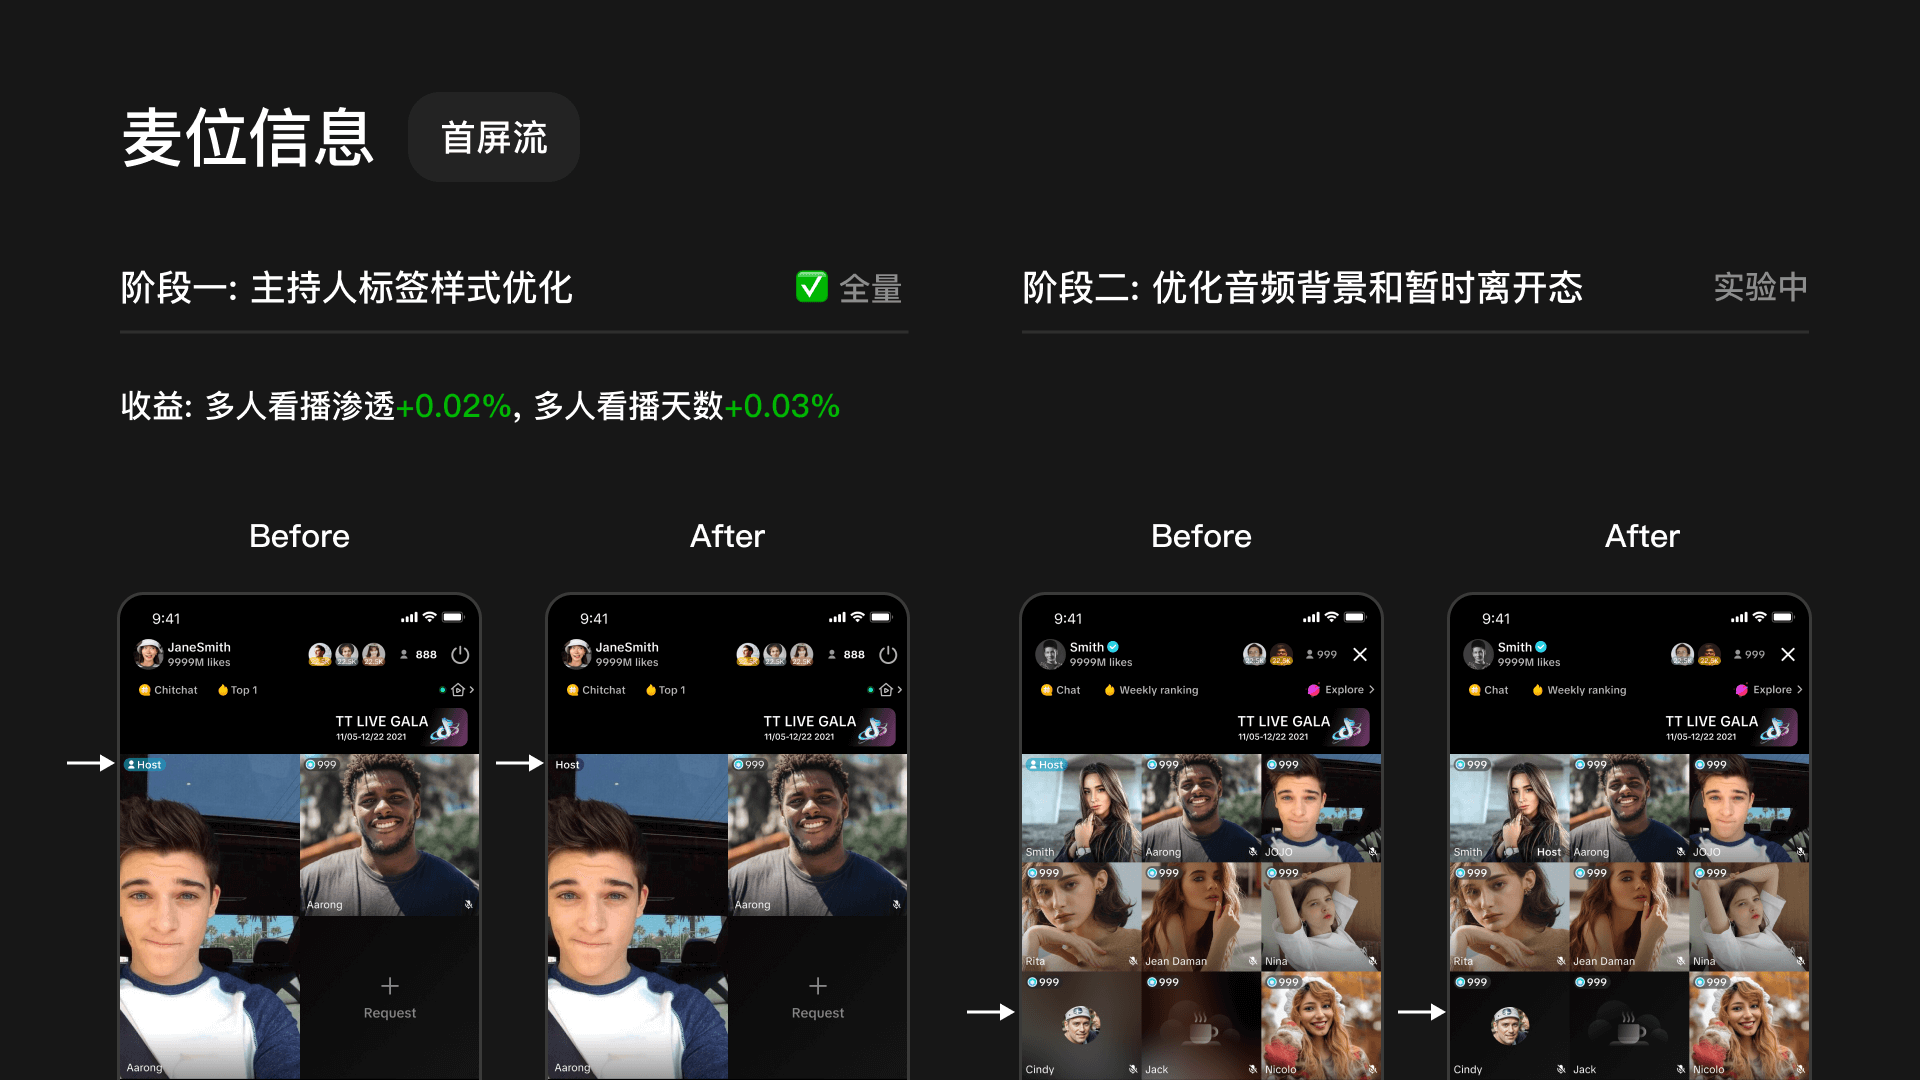 麦位信息
首屏流
阶段一: 主持人标签样式优化
✅ 全量
收益: 多人看播渗透+0.02%, 多人看播天数+0.03%
Before
After
9:41
JaneSmith
9999M likes
22.5K
22.5K
888
Chitchat
Top 1
TT LIVE GALA
11/05-12/22 2021
Host
999
Aarong
Request
Aarong
9:41
JaneSmith
9999M likes
22.5K
22.5K
888
Chitchat
Top 1
TT LIVE GALA
11/05-12/22 2021
Host
999
Aarong
Request
Aarong
阶段二: 优化音频背景和暂时离开态
实验中
Before
After
9:41
Smith
9999M likes
999
Chat
Weekly ranking
Explore
TT LIVE GALA
11/05-12/22 2021
Host
999
999
Smith
Aarong
JOJO
999
999
999
Rita
Jean Daman
Nina
999
999
999
Cindy
Jack
Nicolo
9:41
Smith
9999M likes
999
Chat
Weekly ranking
Explore
TT LIVE GALA
11/05-12/22 2021
999
999
999
Smith
Host
Aarong
JOJO
999
999
999
Rita
Jean Daman
Nina
999
999
999
Cindy
Jack
Nicolo